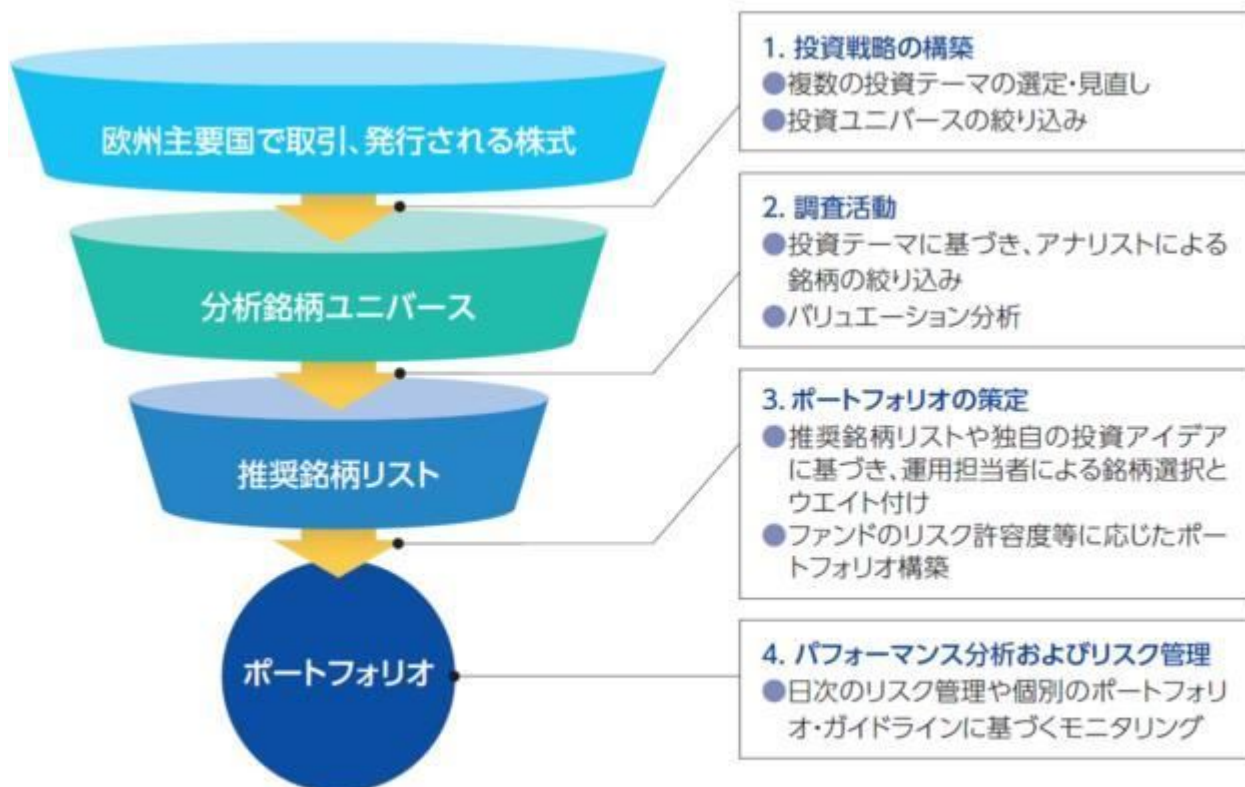 欧州主要国で取引、発行される株式
分析銘柄ユニバース
推奨銘柄リスト
ポートフォリオ
1. 投資戦略の構築
●複数の投資テーマの選定・見直し
●投資ユニバースの絞り込み
2. 調査活動
●投資テーマに基づき、アナリストによる
銘柄の絞り込み
●バリュエーション分析
3. ポートフォリオの策定
●推奨銘柄リストや独自の投資アイデア
に基づき、運用担当者による銘柄選択と
ウエイト付け
●ファンドのリスク許容度等に応じたポー
トフォリオ構築
4. パフォーマンス分析およびリスク管理
●日次のリスク管理や個別のポートフォリ
オ・ガイドラインに基づくモニタリング